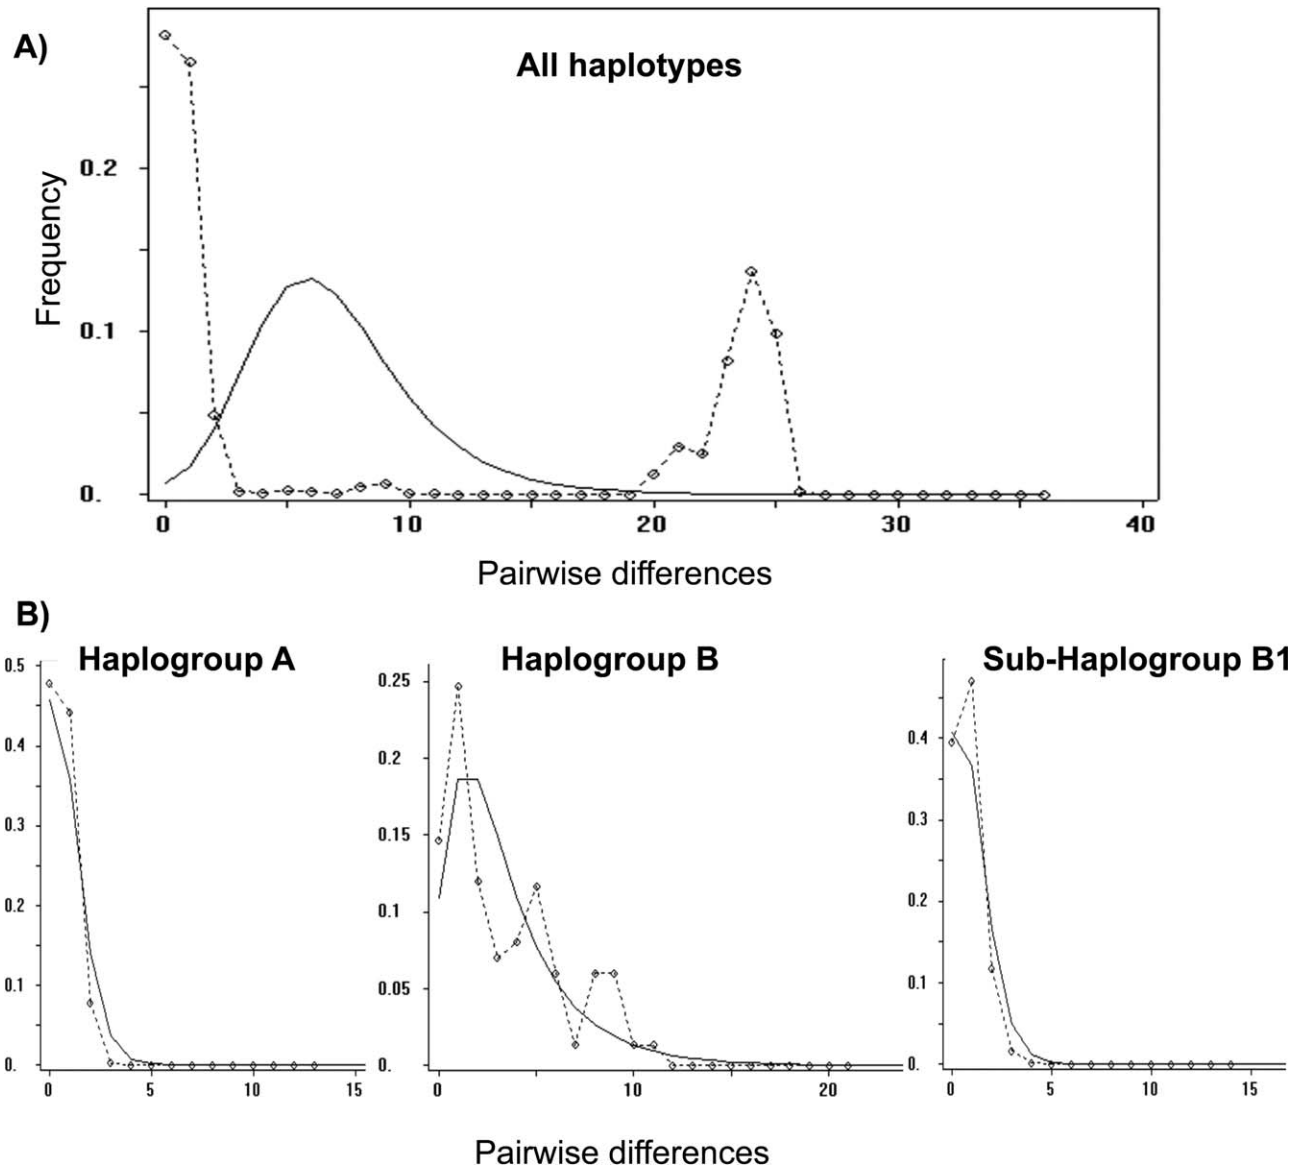 A)
All haplotypes
Frequency
0.2
0.1
0.
0 10 20 30 40
Pairwise differences
B)
Haplogroup A
0.5
0.4
0.3
0.2
0.1
0.
0 5 10 15
Haplogroup B
0.25
0.2
0.15
0.1
0.05
0.
0 10 20
Sub-Haplogroup B1
0.4
0.3
0.2
0.1
0.
0 5 10 15
Pairwise differences